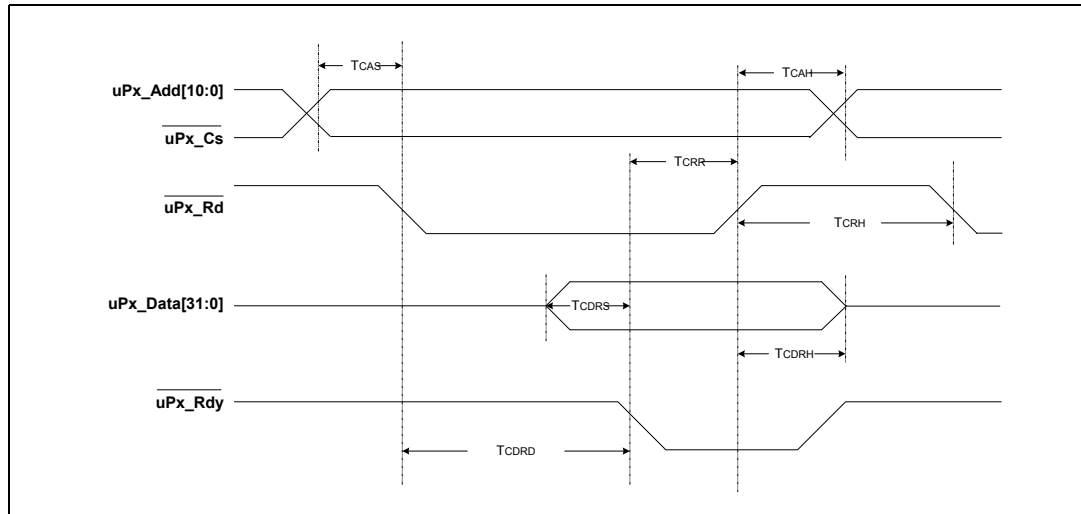 TCAS
TCAH
uPx_Add[10:0]
uPx_Cs
TCRR
uPx_Rd
TCRH
uPx_Data[31:0]
TCDRS
TCDRH
uPx_Rdy
TCDRD